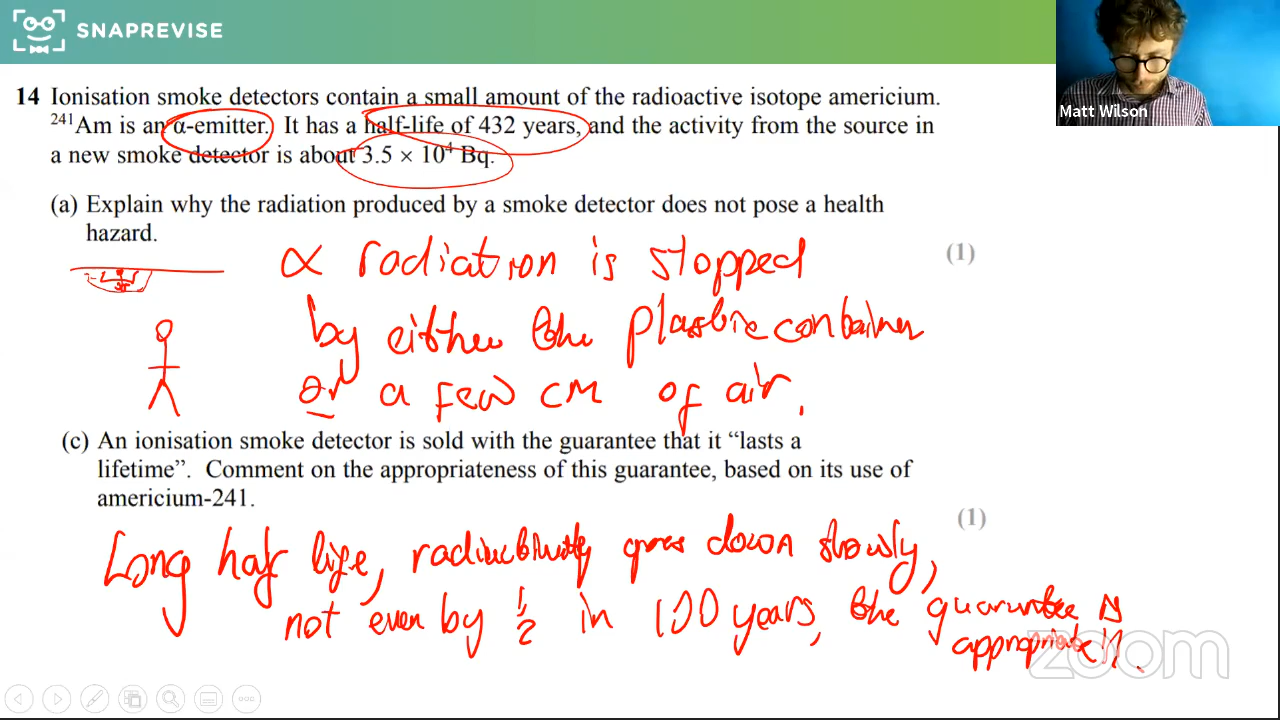 SNAPREVISE
Matt Wilson
14 Ionisation smoke detectors contain a small amount of the radioactive isotope americium.
²⁴¹Am is an α-emitter. It has a half-life of 432 years, and the activity from the source in
a new smoke detector is about 3.5 × 10⁴ Bq.
(a) Explain why the radiation produced by a smoke detector does not pose a health
hazard.
(1)
α radiation is stopped
by either the plastic container
or a few cm of air.
(c) An ionisation smoke detector is sold with the guarantee that it “lasts a
lifetime”. Comment on the appropriateness of this guarantee, based on its use of
americium-241.
(1)
Long half life, radioactivity goes down slowly,
not even by 1/2 in 100 years, the guarantee is
appropriate
zoom